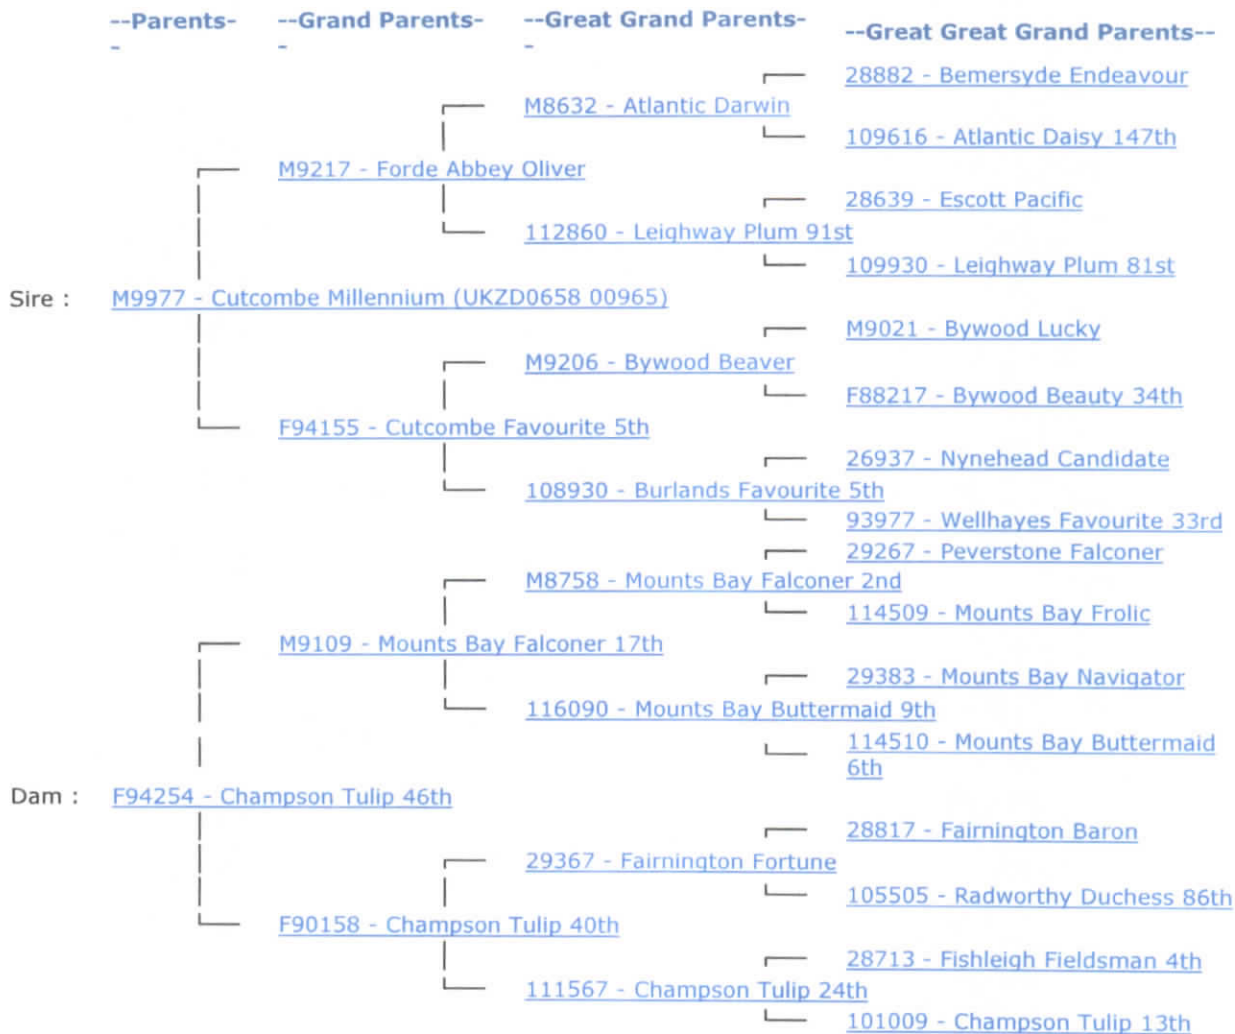 --Parents--
--Grand Parents--
--Great Grand Parents--
--Great Great Grand Parents--
28882 - Bemersyde Endeavour
M8632 - Atlantic Darwin
109616 - Atlantic Daisy 147th
M9217 - Forde Abbey Oliver
28639 - Escott Pacific
112860 - Leighway Plum 91st
109930 - Leighway Plum 81st
Sire : M9977 - Cutcombe Millennium (UKZD0658 00965)
M9021 - Bywood Lucky
M9206 - Bywood Beaver
F88217 - Bywood Beauty 34th
F94155 - Cutcombe Favourite 5th
26937 - Nynehead Candidate
108930 - Burlands Favourite 5th
93977 - Wellhayes Favourite 33rd
29267 - Peverstone Falconer
M8758 - Mounts Bay Falconer 2nd
114509 - Mounts Bay Frolic
M9109 - Mounts Bay Falconer 17th
29383 - Mounts Bay Navigator
116090 - Mounts Bay Buttermaid 9th
114510 - Mounts Bay Buttermaid
6th
Dam : F94254 - Champson Tulip 46th
28817 - Fairnington Baron
29367 - Fairnington Fortune
105505 - Radworthy Duchess 86th
F90158 - Champson Tulip 40th
28713 - Fishleigh Fieldsman 4th
111567 - Champson Tulip 24th
101009 - Champson Tulip 13th